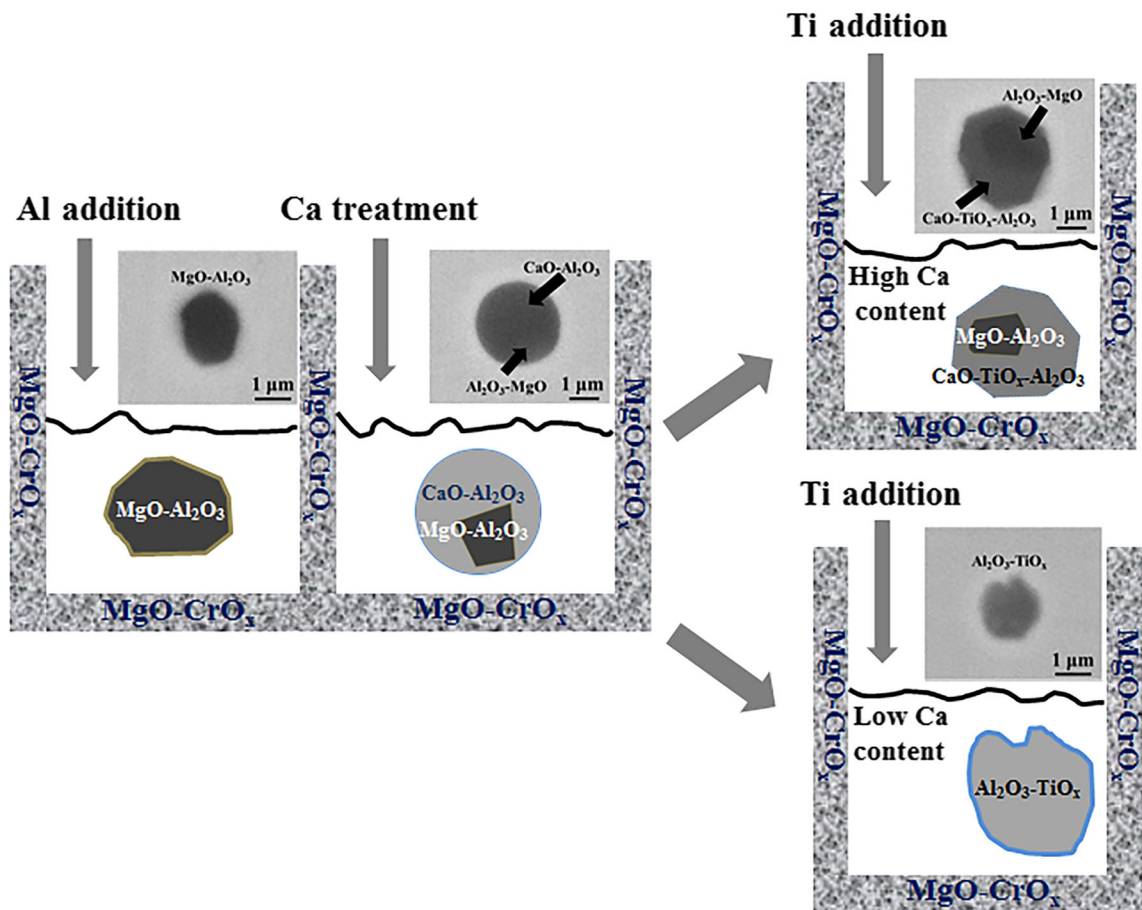 Al addition
MgO-Al₂O₃
1 μm
MgO-CrOₓ
MgO-Al₂O₃
MgO-CrOₓ
Ca treatment
CaO-Al₂O₃
Al₂O₃-MgO
1 μm
MgO-CrOₓ
CaO-Al₂O₃
MgO-Al₂O₃
MgO-CrOₓ
MgO-CrOₓ
Ti addition
Al₂O₃-MgO
CaO-TiOₓ-Al₂O₃
1 μm
MgO-CrOₓ
High Ca
content
MgO-Al₂O₃
CaO-TiOₓ-Al₂O₃
MgO-CrOₓ
MgO-CrOₓ
Ti addition
Al₂O₃-TiOₓ
1 μm
MgO-CrOₓ
Low Ca
content
Al₂O₃-TiOₓ
MgO-CrOₓ
MgO-CrOₓ